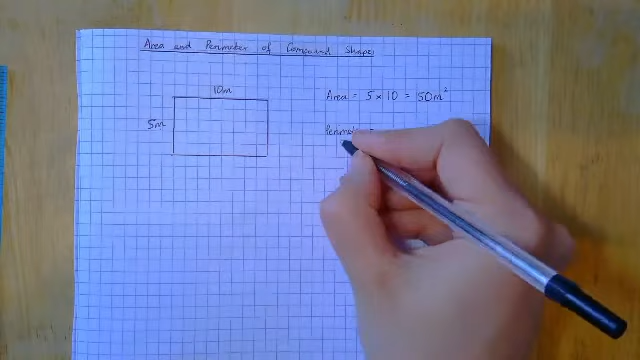 Area and Perimeter of Compound Shapes
10m
5m
Area = 5 × 10 = 50m²
=